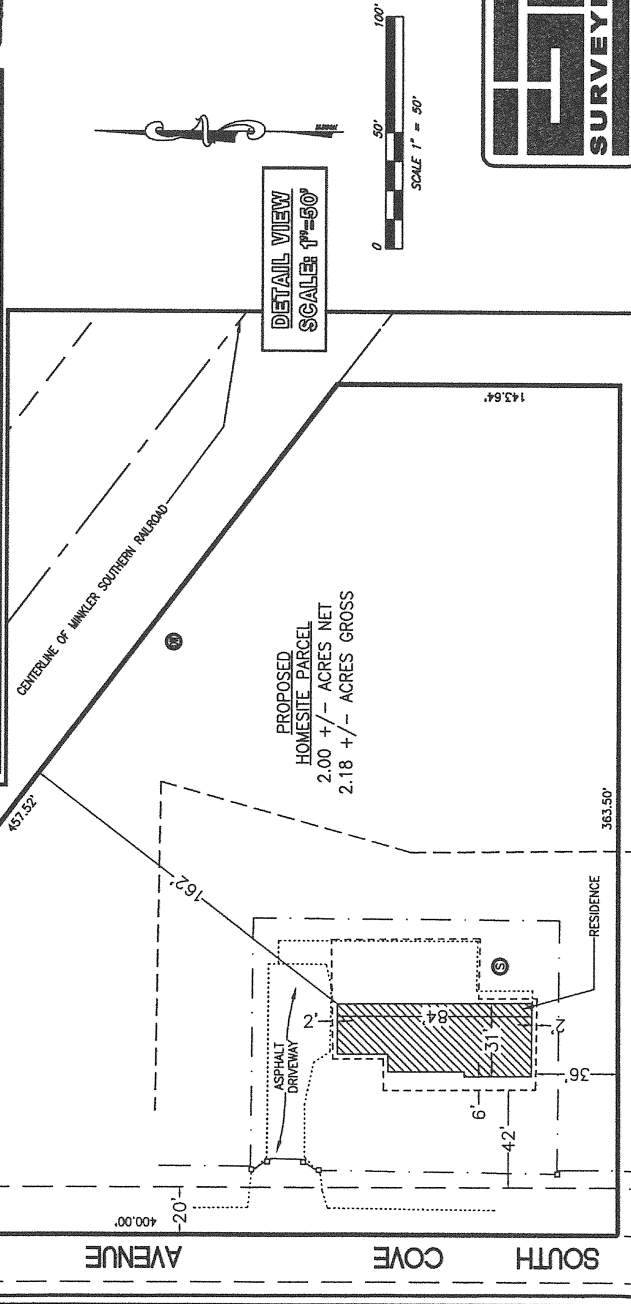 100'
50'
0
SCALE 1" = 50'
SURVEY
DETAIL VIEW
SCALE: 1"=50'
CENTERLINE OF MINKLER SOUTHERN RAILROAD
457.52'
143.64'
PROPOSED
HOMESITE PARCEL
2.00 +/- ACRES NET
2.18 +/- ACRES GROSS
162'
363.50'
RESIDENCE
S
W
ASPHALT
DRIVEWAY
2'
84'
31'
2'
36'
6'
42'
20'
400.00'
SOUTH COVE AVENUE